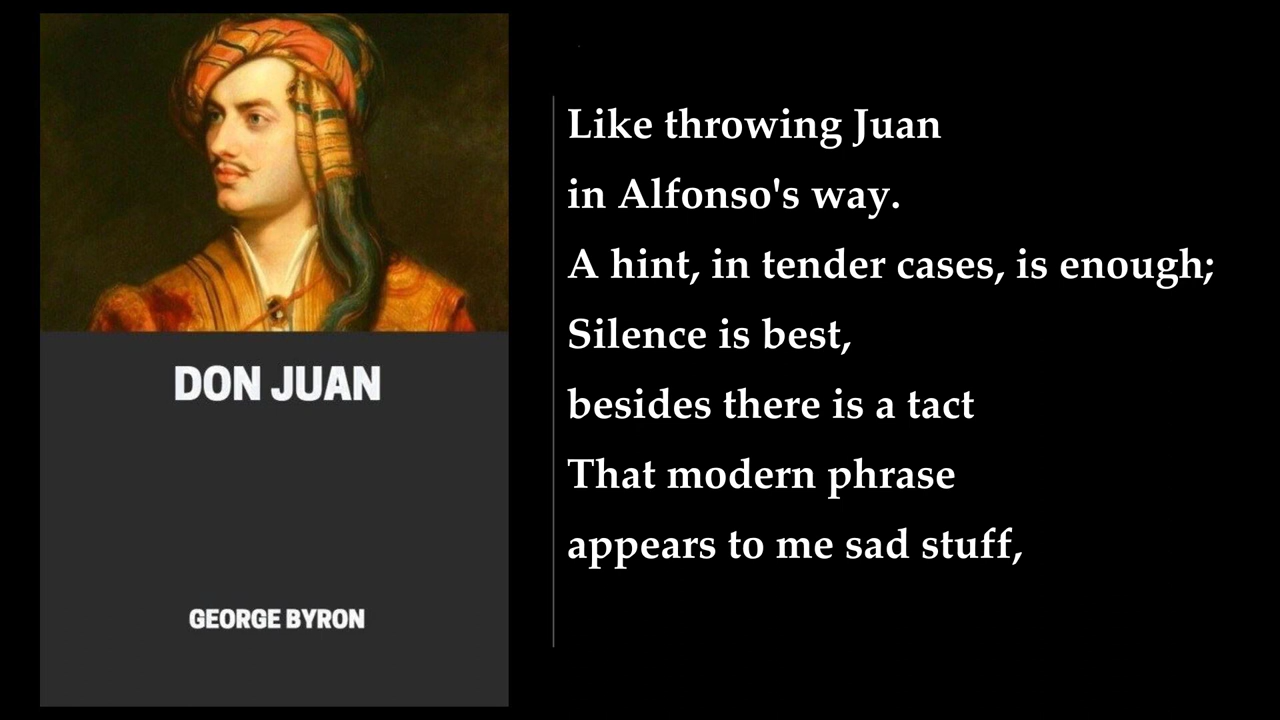 DON JUAN
GEORGE BYRON
Like throwing Juan
in Alfonso's way.
A hint, in tender cases, is enough;
Silence is best,
besides there is a tact
That modern phrase
appears to me sad stuff,